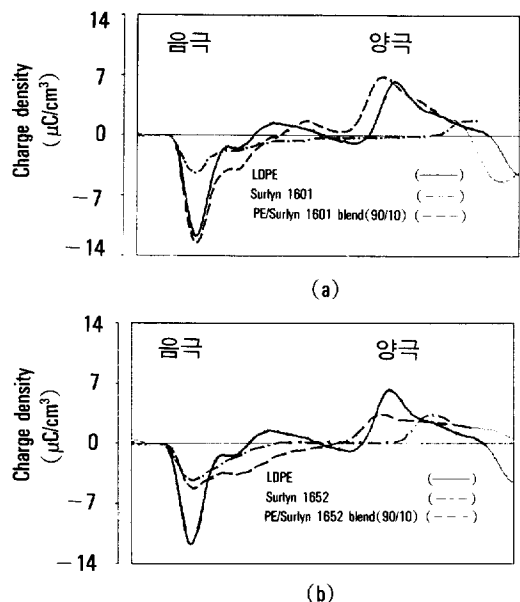 14
음극 양극
7
0
-7
-14
Charge density
(μC/cm³)
LDPE (———)
Surlyn 1601 (—·—·—)
PE/Surlyn 1601 blend(90/10) (— — —)
(a)
14
음극 양극
7
0
-7
-14
Charge density
(μC/cm³)
LDPE (———)
Surlyn 1652 (—·—·—)
PE/Surlyn 1652 blend(90/10) (— — —)
(b)